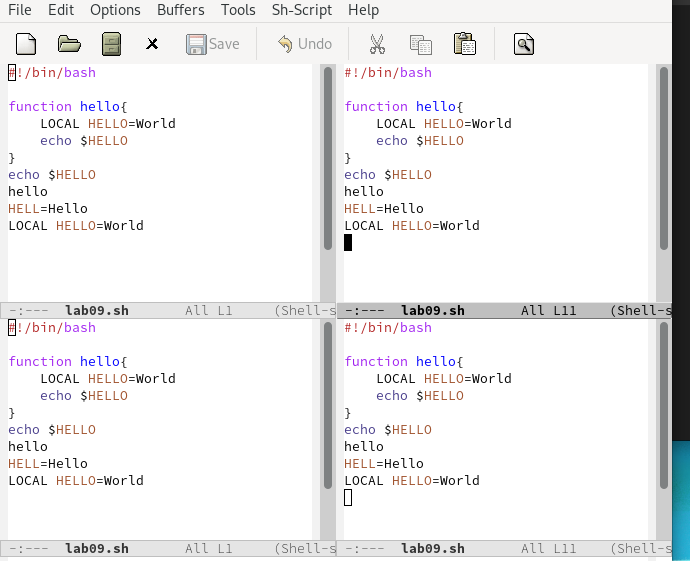 File Edit Options Buffers Tools Sh-Script Help
Save Undo
#!/bin/bash
function hello{
LOCAL HELLO=World
echo $HELLO
}
echo $HELLO
hello
HELL=Hello
LOCAL HELLO=World
-:--- lab09.sh All L1 (Shell-s
#!/bin/bash
function hello{
LOCAL HELLO=World
echo $HELLO
}
echo $HELLO
hello
HELL=Hello
LOCAL HELLO=World
-:--- lab09.sh All L11 (Shell-s
#!/bin/bash
function hello{
LOCAL HELLO=World
echo $HELLO
}
echo $HELLO
hello
HELL=Hello
LOCAL HELLO=World
-:--- lab09.sh All L1 (Shell-s
#!/bin/bash
function hello{
LOCAL HELLO=World
echo $HELLO
}
echo $HELLO
hello
HELL=Hello
LOCAL HELLO=World
-:--- lab09.sh All L11 (Shell-s